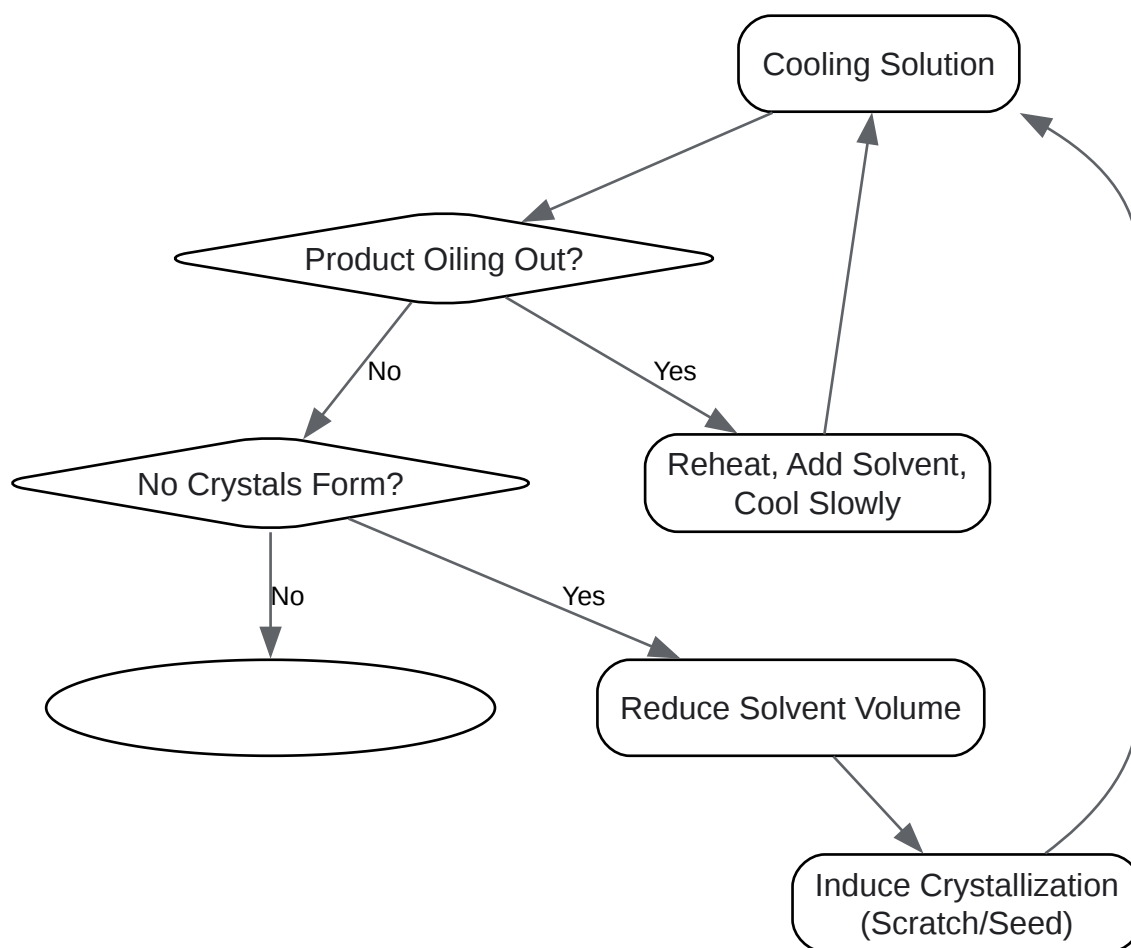 Cooling Solution
Product Oiling Out?
No
Yes
No Crystals Form?
Reheat, Add Solvent,
Cool Slowly
No
Yes
Reduce Solvent Volume
Induce Crystallization
(Scratch/Seed)